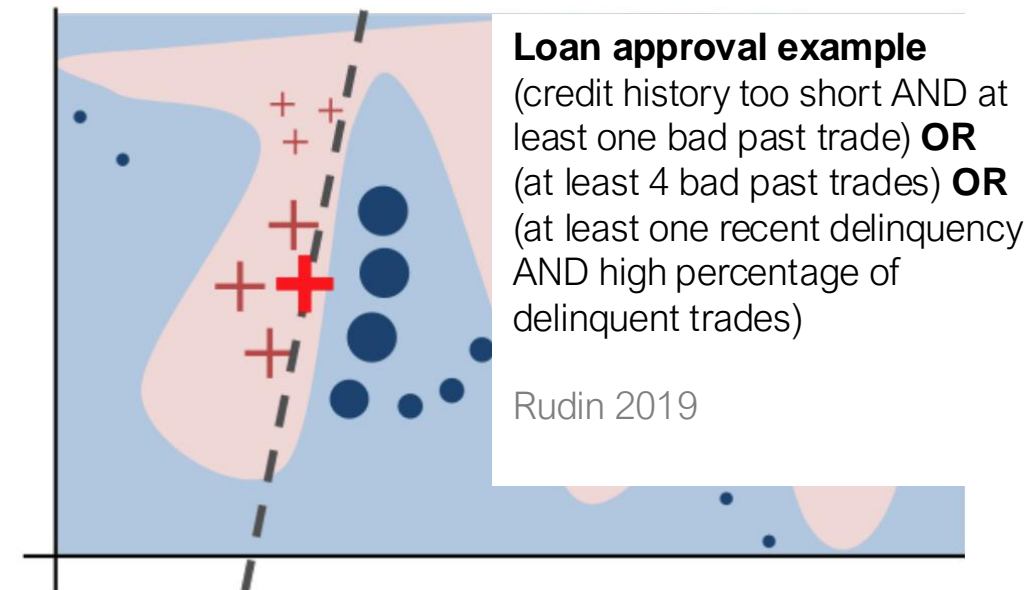 Loan approval example
(credit history too short AND at
least one bad past trade) OR
(at least 4 bad past trades) OR
(at least one recent delinquency
AND high percentage of
delinquent trades)
Rudin 2019